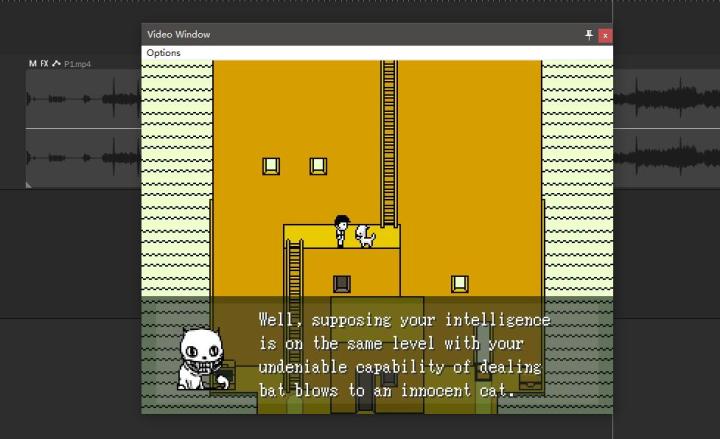 Video Window
x
Options
M FX P1.mp4
Well, supposing your intelligence
is on the same level with your
undeniable capability of dealing
bat blows to an innocent cat.